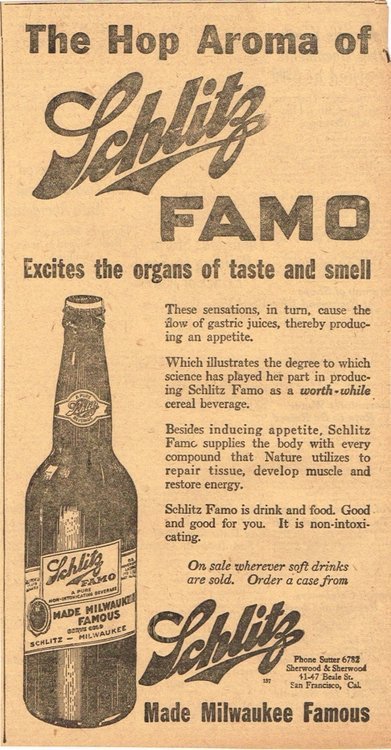 The Hop Aroma of
Schlitz
FAMO
Excites the organs of taste and smell
These sensations, in turn, cause the
flow of gastric juices, thereby produc-
ing an appetite.
Which illustrates the degree to which
science has played her part in produc-
ing Schlitz Famo as a worth-while
cereal beverage.
Besides inducing appetite, Schlitz
Famo supplies the body with every
compound that Nature utilizes to
repair tissue, develop muscle and
restore energy.
Schlitz Famo is drink and food. Good
and good for you. It is non-intoxi-
cating.
On sale wherever soft drinks
are sold. Order a case from
Schlitz
FAMO
A PURE
NON-INTOXICATING BEVERAGE
MADE MILWAUKEE
FAMOUS
SERVE COLD
SCHLITZ - MILWAUKEE
Schlitz
137
Phone Sutter 6782
Sherwood & Sherwood
41-47 Beale St.
San Francisco, Cal.
Made Milwaukee Famous